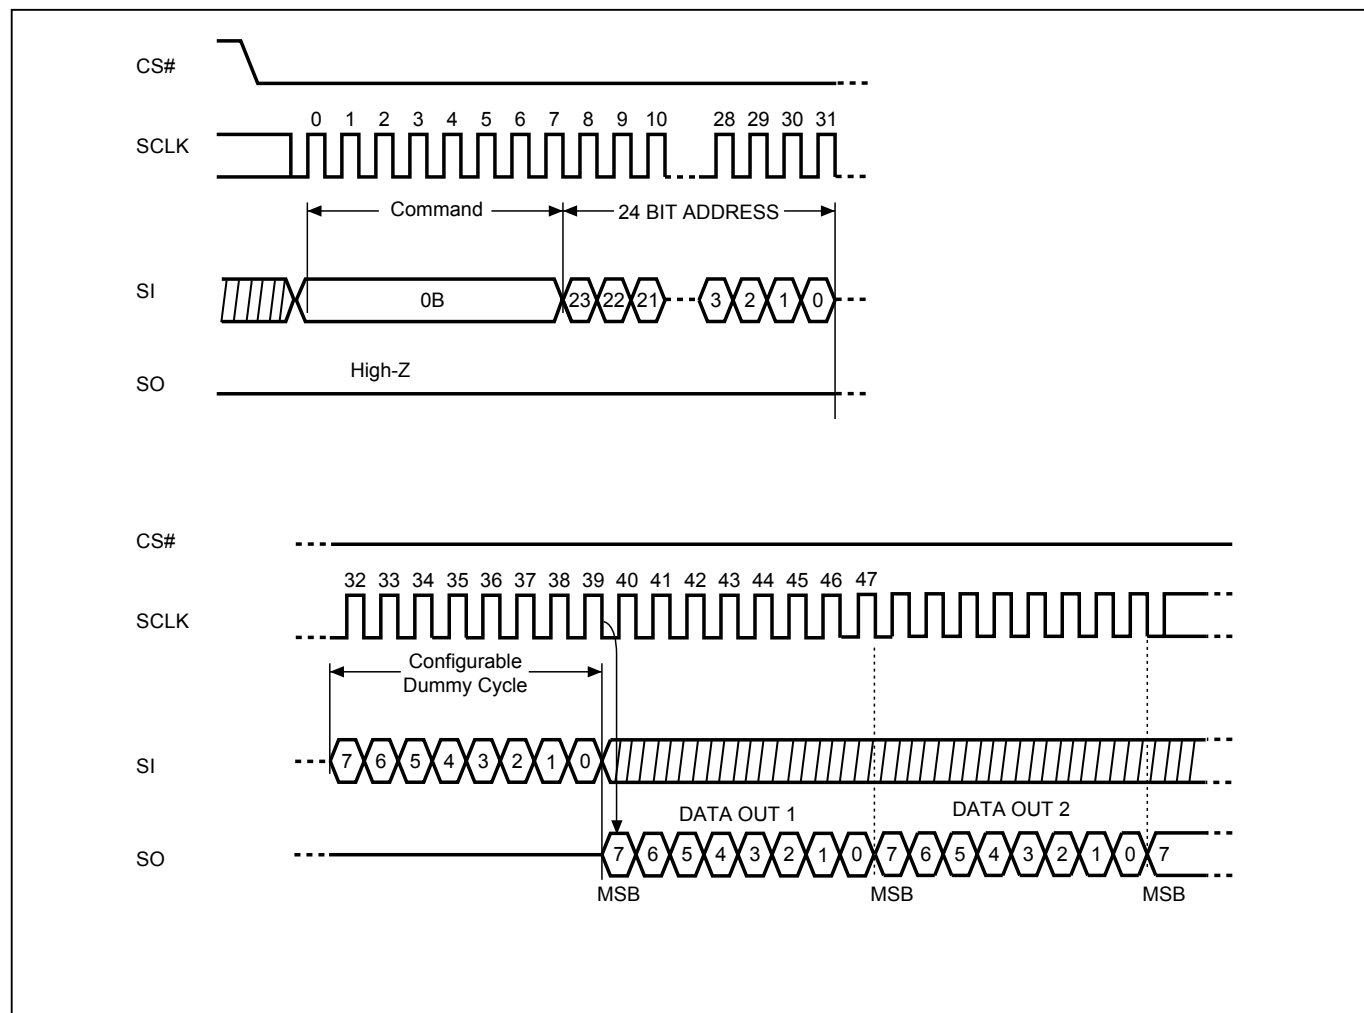 CS#
0 1 2 3 4 5 6 7 8 9 10 28 29 30 31
SCLK
Command 24 BIT ADDRESS
SI 0B 23 22 21 3 2 1 0
High-Z
SO
CS#
32 33 34 35 36 37 38 39 40 41 42 43 44 45 46 47
SCLK
Configurable
Dummy Cycle
SI 7 6 5 4 3 2 1 0
DATA OUT 1 DATA OUT 2
SO 7 6 5 4 3 2 1 0 7 6 5 4 3 2 1 0 7
MSB MSB MSB